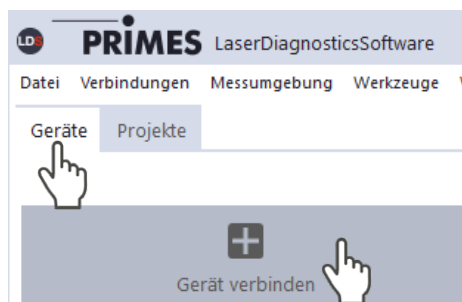 LDS PRIMES LaserDiagnosticsSoftware
Datei Verbindungen Messumgebung Werkzeuge
Geräte Projekte
Gerät verbinden